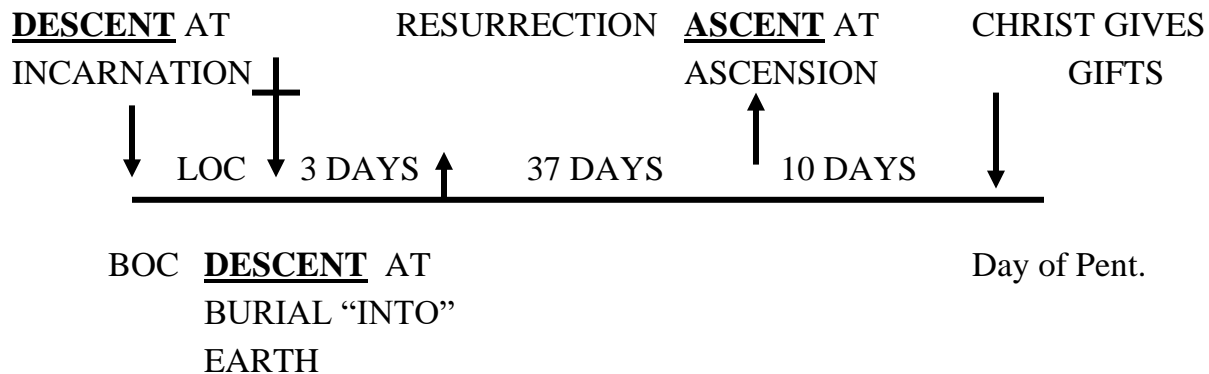 DESCENT AT RESURRECTION ASCENT AT CHRIST GIVES
INCARNATION ASCENSION GIFTS
LOC 3 DAYS 37 DAYS 10 DAYS
BOC DESCENT AT Day of Pent.
BURIAL “INTO”
EARTH